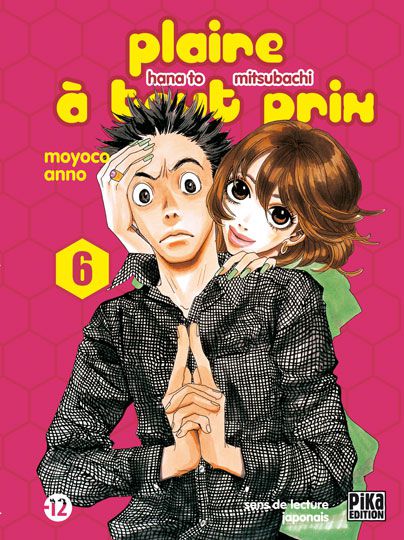 plaire
hana to mitsubachi
à tout prix
moyoco
anno
6
-12
sens de lecture
japonais
PIKA
EDITION